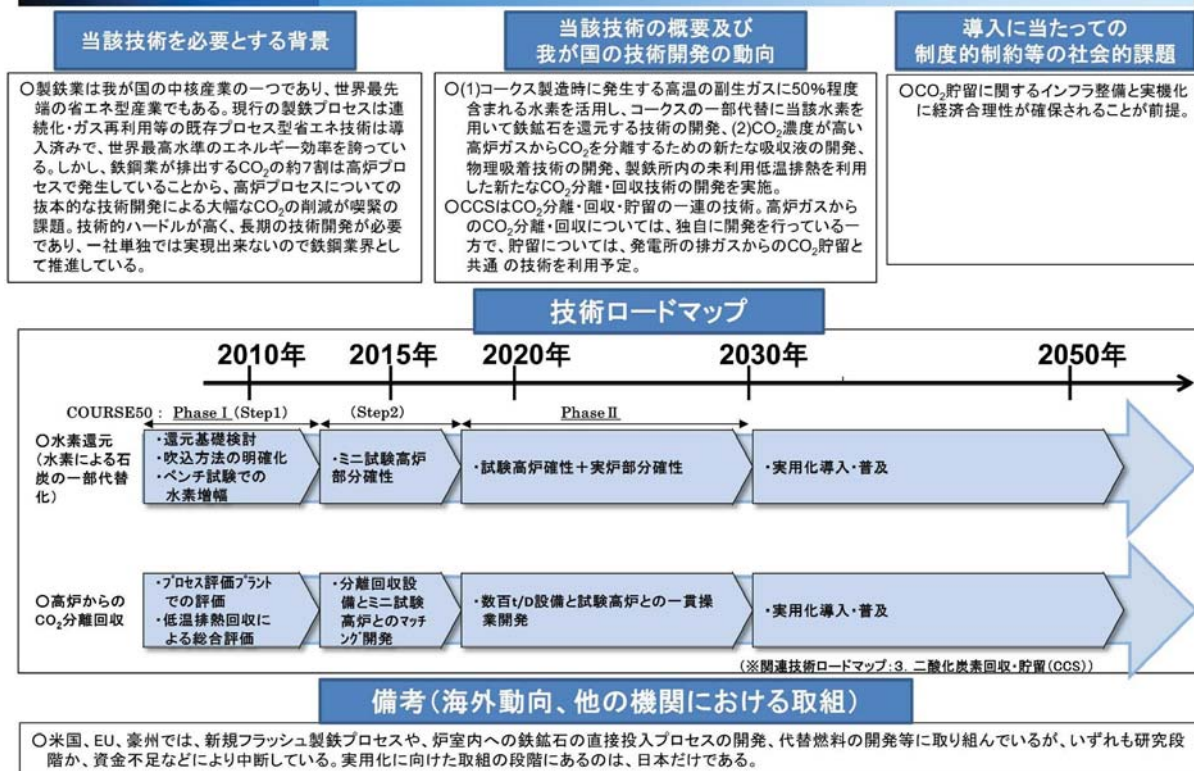 当該技術を必要とする背景
○製鉄業は我が国の中核産業の一つであり、世界最先
端の省エネ型産業でもある。現行の製鉄プロセスは連
続化・ガス再利用等の既存プロセス型省エネ技術は導
入済みで、世界最高水準のエネルギー効率を誇ってい
る。しかし、鉄鋼業が排出するCO2の約7割は高炉プロ
セスで発生していることから、高炉プロセスについての
抜本的な技術開発による大幅なCO2の削減が喫緊の
課題。技術的ハードルが高く、長期の技術開発が必要
であり、一社単独では実現出来ないので鉄鋼業界とし
て推進している。
当該技術の概要及び
我が国の技術開発の動向
○(1)コークス製造時に発生する高温の副生ガスに50%程度
含まれる水素を活用し、コークスの一部代替に当該水素を
用いて鉄鉱石を還元する技術の開発、(2)CO2濃度が高い
高炉ガスからCO2を分離するための新たな吸収液の開発、
物理吸着技術の開発、製鉄所内の未利用低温排熱を利用
した新たなCO2分離・回収技術の開発を実施。
○CCSはCO2分離・回収・貯留の一連の技術。高炉ガスから
のCO2分離・回収については、独自に開発を行っている一
方で、貯留については、発電所の排ガスからのCO2貯留と
共通 の技術を利用予定。
導入に当たっての
制度的制約等の社会的課題
○CO2貯留に関するインフラ整備と実機化
に経済合理性が確保されることが前提。
技術ロードマップ
2010年 2015年 2020年 2030年 2050年
COURSE50 : Phase Ⅰ (Step1) (Step2) Phase Ⅱ
○水素還元
(水素による石
炭の一部代替
化)
・還元基礎検討
・吹込方法の明確化
・ベンチ試験での
水素増幅
・ミニ試験高炉
部分確性
・試験高炉確性＋実炉部分確性
・実用化導入・普及
○高炉からの
CO2分離回収
・プロセス評価プラント
での評価
・低温排熱回収に
よる総合評価
・分離回収設
備とミニ試験
高炉とのマッチ
ング開発
・数百t/D設備と試験高炉との一貫操
業開発
・実用化導入・普及
(※関連技術ロードマップ：3. 二酸化炭素回収・貯留(CCS))
備考(海外動向、他の機関における取組)
○米国、EU、豪州では、新規フラッシュ製鉄プロセスや、炉室内への鉄鉱石の直接投入プロセスの開発、代替燃料の開発等に取り組んでいるが、いずれも研究段
階か、資金不足などにより中断している。実用化に向けた取組の段階にあるのは、日本だけである。